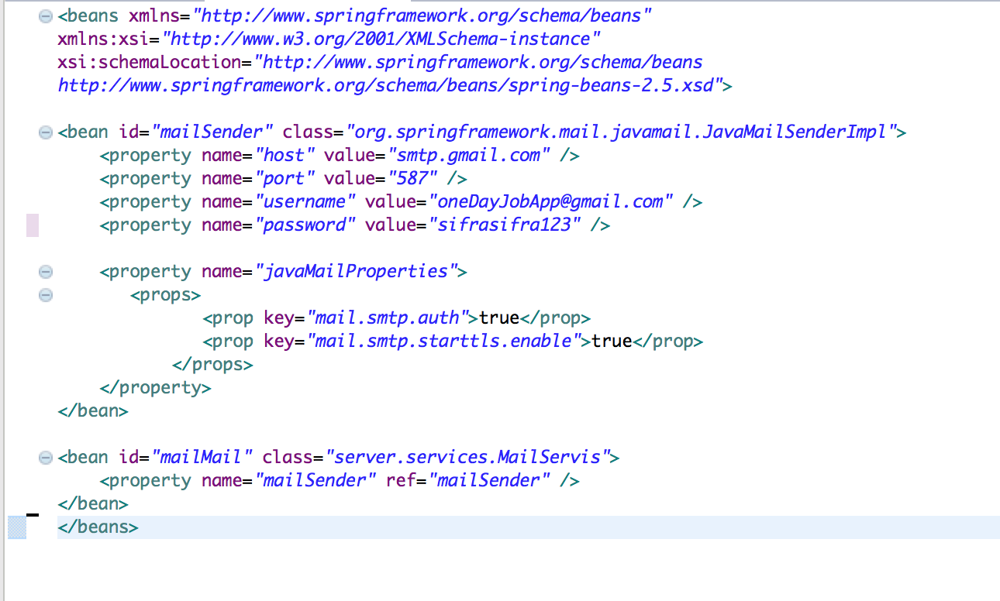 <beans xmlns="http://www.springframework.org/schema/beans"
xmlns:xsi="http://www.w3.org/2001/XMLSchema-instance"
xsi:schemaLocation="http://www.springframework.org/schema/beans
http://www.springframework.org/schema/beans/spring-beans-2.5.xsd">
<bean id="mailSender" class="org.springframework.mail.javamail.JavaMailSenderImpl">
<property name="host" value="smtp.gmail.com" />
<property name="port" value="587" />
<property name="username" value="oneDayJobApp@gmail.com" />
<property name="password" value="sifrasifra123" />
<property name="javaMailProperties">
<props>
<prop key="mail.smtp.auth">true</prop>
<prop key="mail.smtp.starttls.enable">true</prop>
</props>
</property>
</bean>
<bean id="mailMail" class="server.services.MailServis">
<property name="mailSender" ref="mailSender" />
</bean>
</beans>